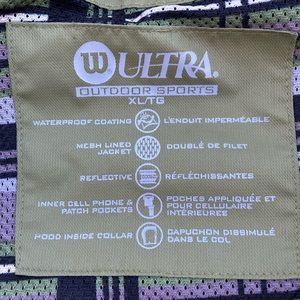 W ULTRA.
OUTDOOR SPORTS
XL/TG
WATERPROOF COATING L'ENDUIT IMPERMÉABLE
MESH LINED DOUBLÉ DE FILET
JACKET
REFLECTIVE RÉFLÉCHISSANTES
INNER CELL PHONE & POCHES APPLIQUÉE ET
PATCH POCKETS POUR CELLULAIRE
INTÉRIEURES
HOOD INSIDE COLLAR CAPUCHON DISSIMULÉ
DANS LE COL